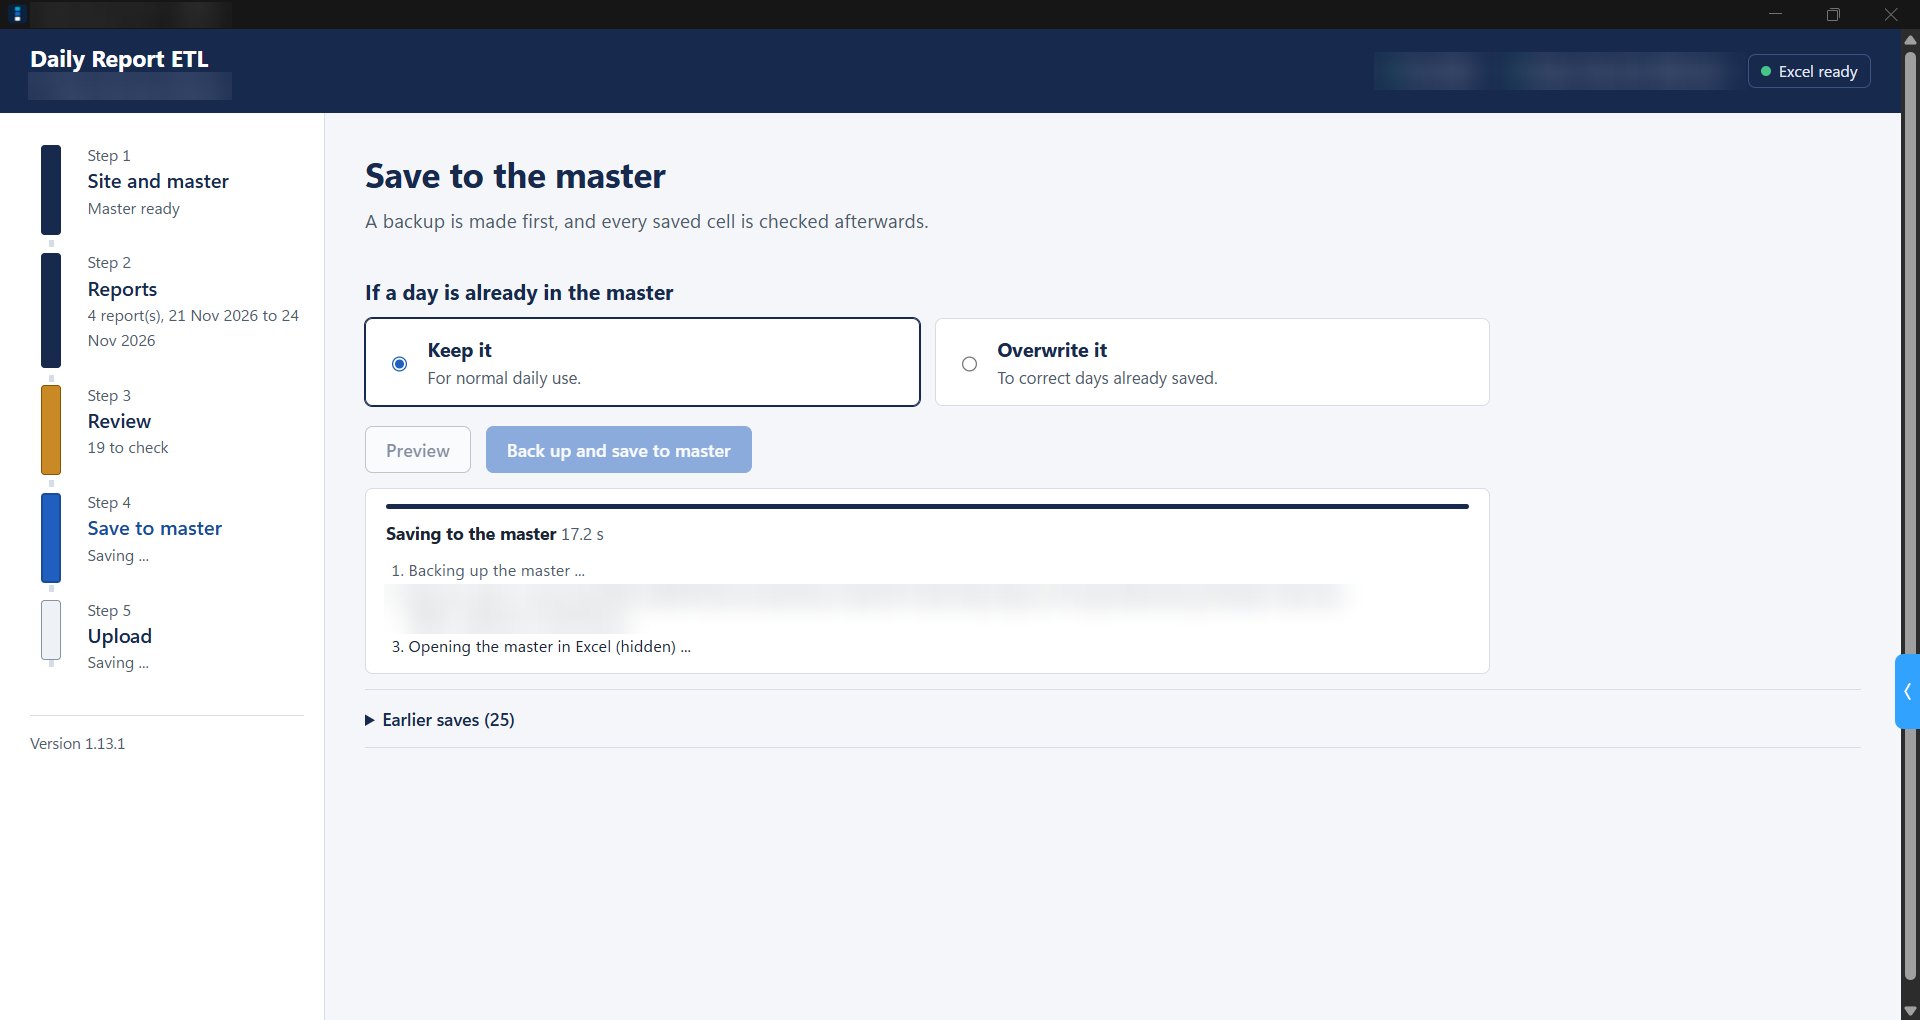 Daily Report ETL
Excel ready
Step 1
Site and master
Master ready
Step 2
Reports
4 report(s), 21 Nov 2026 to 24
Nov 2026
Step 3
Review
19 to check
Step 4
Save to master
Saving ...
Step 5
Upload
Saving ...
Version 1.13.1
Save to the master
A backup is made first, and every saved cell is checked afterwards.
If a day is already in the master
Keep it
For normal daily use.
Overwrite it
To correct days already saved.
Preview
Back up and save to master
Saving to the master 17.2 s
1. Backing up the master ...
3. Opening the master in Excel (hidden) ...
Earlier saves (25)